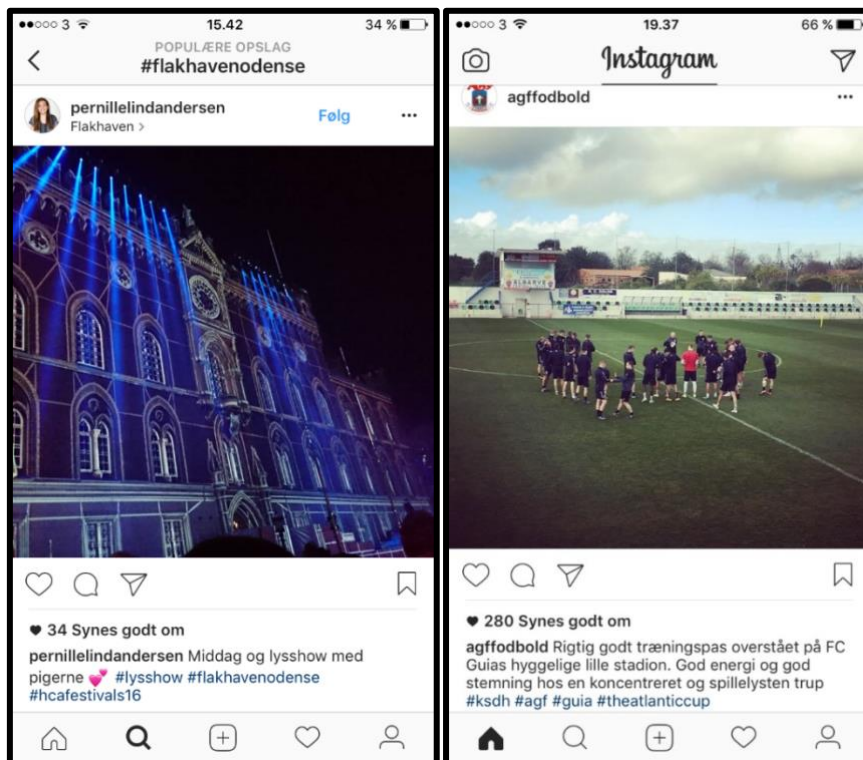 ●●○○○ 3 15.42 34 %
POPULÆRE OPSLAG
#flakhavenodense
pernillelindandersen
Flakhaven >
Følg
34 Synes godt om
pernillelindandersen Middag og lysshow med
pigerne 💕 #lysshow #flakhavenodense
#hcafestivals16
●●○○○ 3 19.37 66 %
Instagram
agffodbold
280 Synes godt om
agffodbold Rigtig godt træningspas overstået på FC
Guias hyggelige lille stadion. God energi og god
stemning hos en koncentreret og spillelysten trup
#ksdh #agf #guia #theatlanticcup